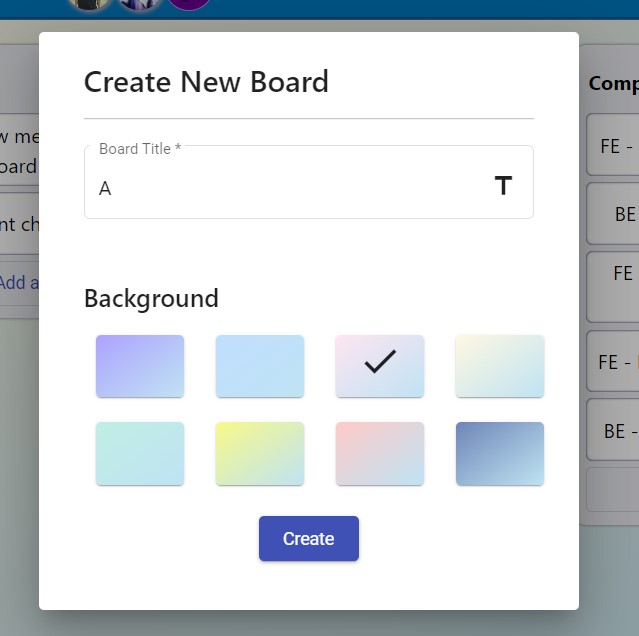 Create New Board
Board Title *
A
T
Background
Create
w me
oard
nt ch
Add a
Comp
FE -
BE
FE
FE -
BE -